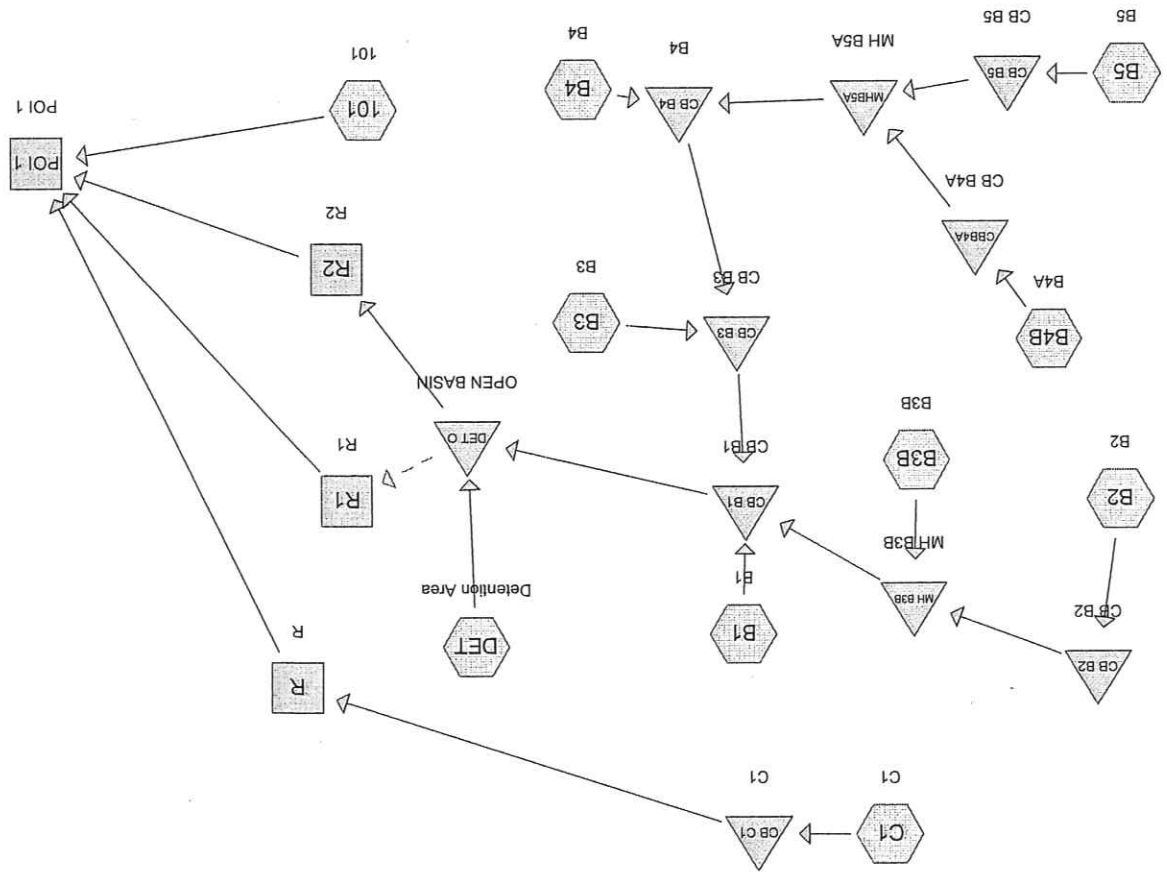 C1
C1
CB C1
C1
CB B2
CB B2
R
R
DET
Detention Area
B1
B1
MH B3B
MH B3B
B2
B2
CB B1
CB B1
R1
R1
B3B
B3B
DET O
OPEN BASIN
B4B
B4A
CB B3
CB B3
B3
B3
R2
R2
CBB4A
CB B4A
B5
B5
CB B5
CB B5
MHB5A
MH B5A
CB B4
B4
B4
B4
101
101
POI 1
POI 1